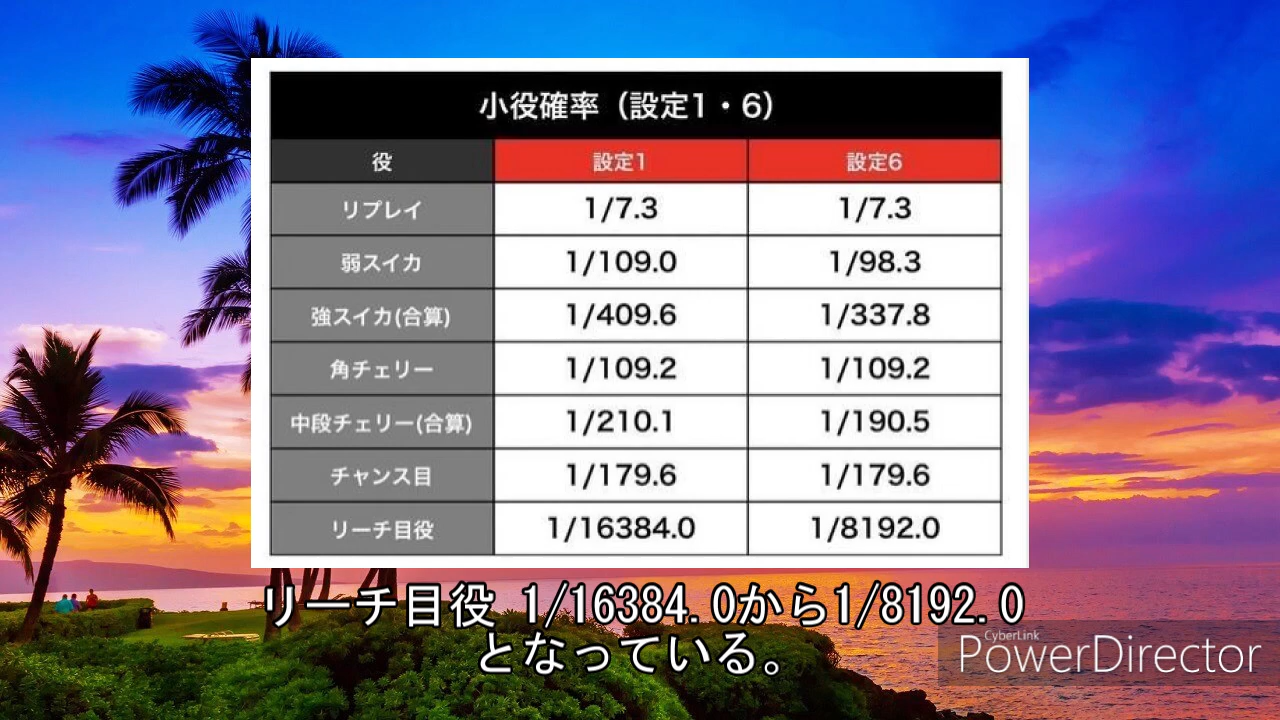 小役確率（設定1・6）
役 設定1 設定6
リプレイ 1/7.3 1/7.3
弱スイカ 1/109.0 1/98.3
強スイカ(合算) 1/409.6 1/337.8
角チェリー 1/109.2 1/109.2
中段チェリー(合算) 1/210.1 1/190.5
チャンス目 1/179.6 1/179.6
リーチ目役 1/16384.0 1/8192.0
リーチ目役 1/16384.0から1/8192.0
となっている。
CyberLink
PowerDirector